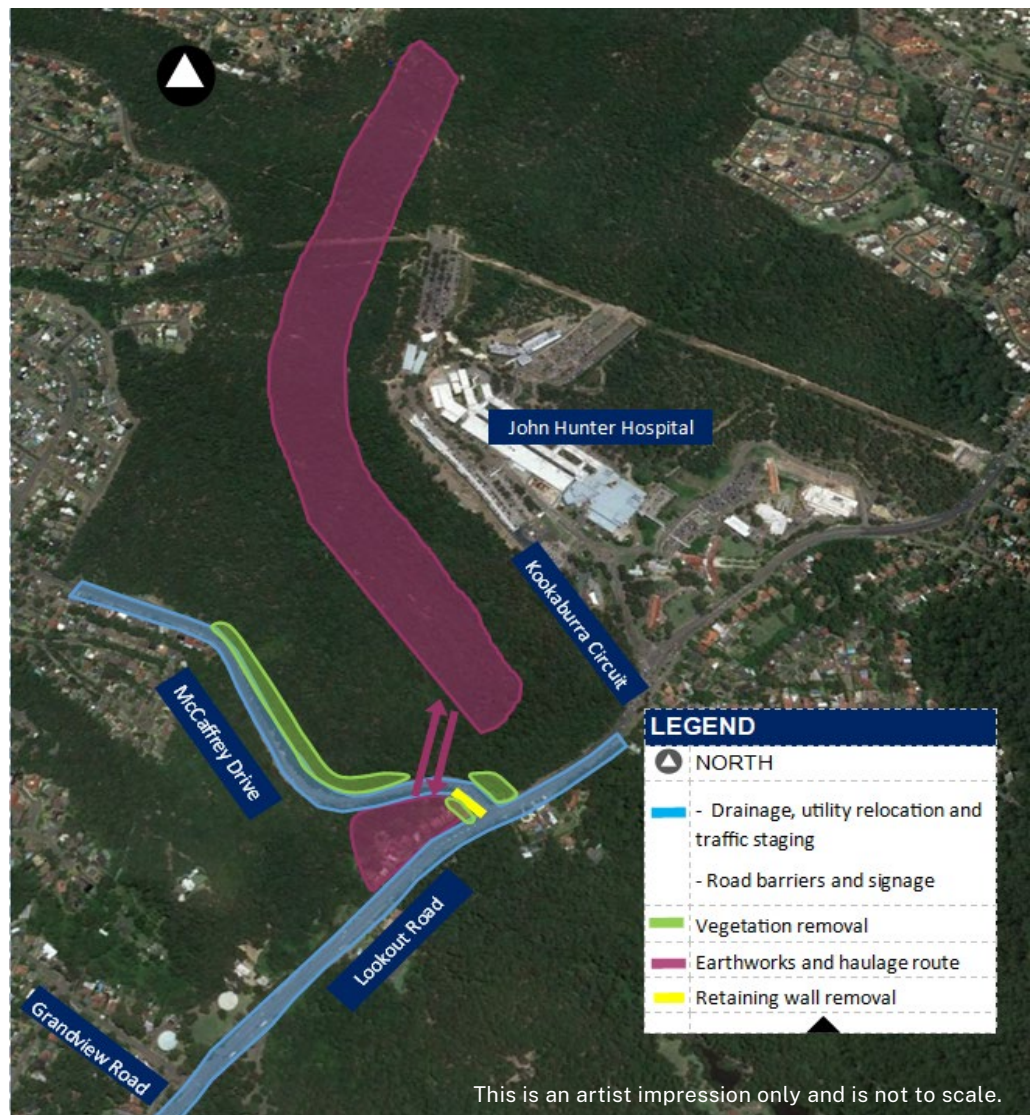 John Hunter Hospital
Kookaburra Circuit
McCaffrey Drive
Lookout Road
Grandview Road
LEGEND
NORTH
- Drainage, utility relocation and
traffic staging
- Road barriers and signage
Vegetation removal
Earthworks and haulage route
Retaining wall removal
This is an artist impression only and is not to scale.